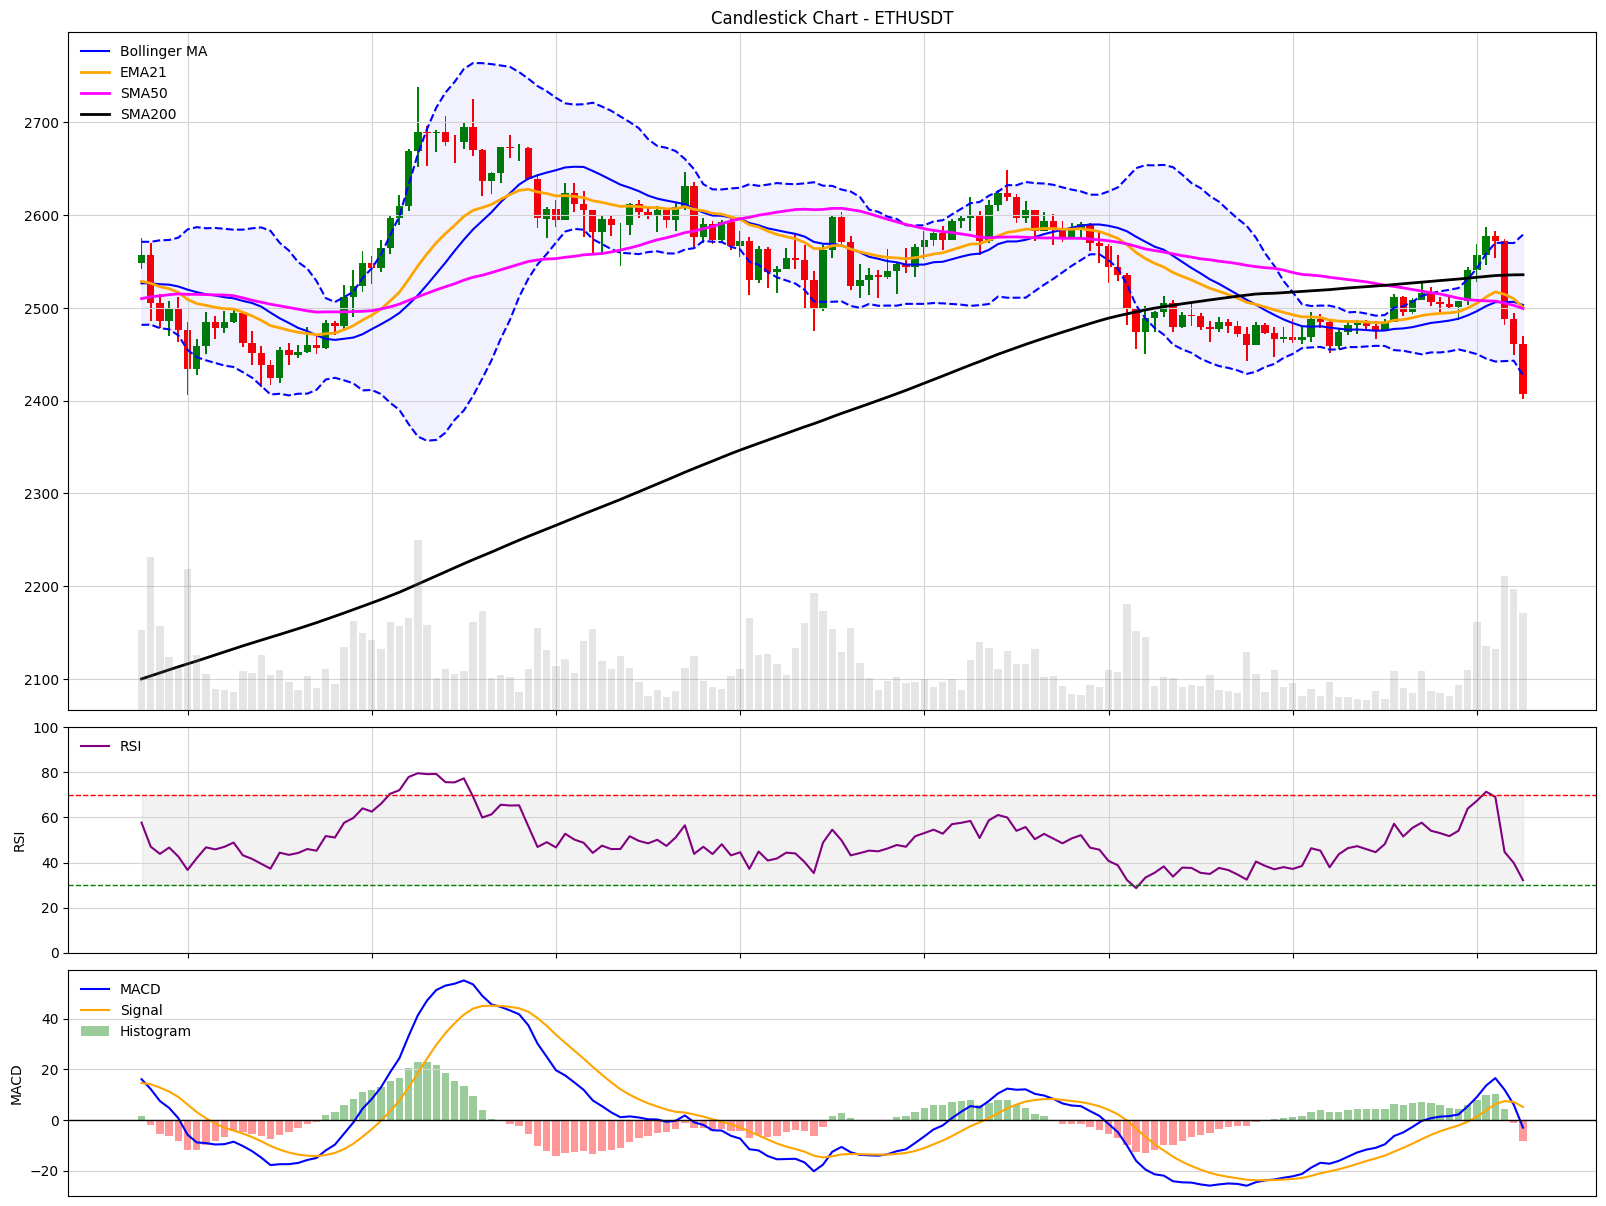 Candlestick Chart - ETHUSDT
Bollinger MA
EMA21
SMA50
SMA200
2700
2600
2500
2400
2300
2200
2100
RSI
100
80
60
40
20
0
RSI
MACD
Signal
Histogram
40
20
0
−20
MACD